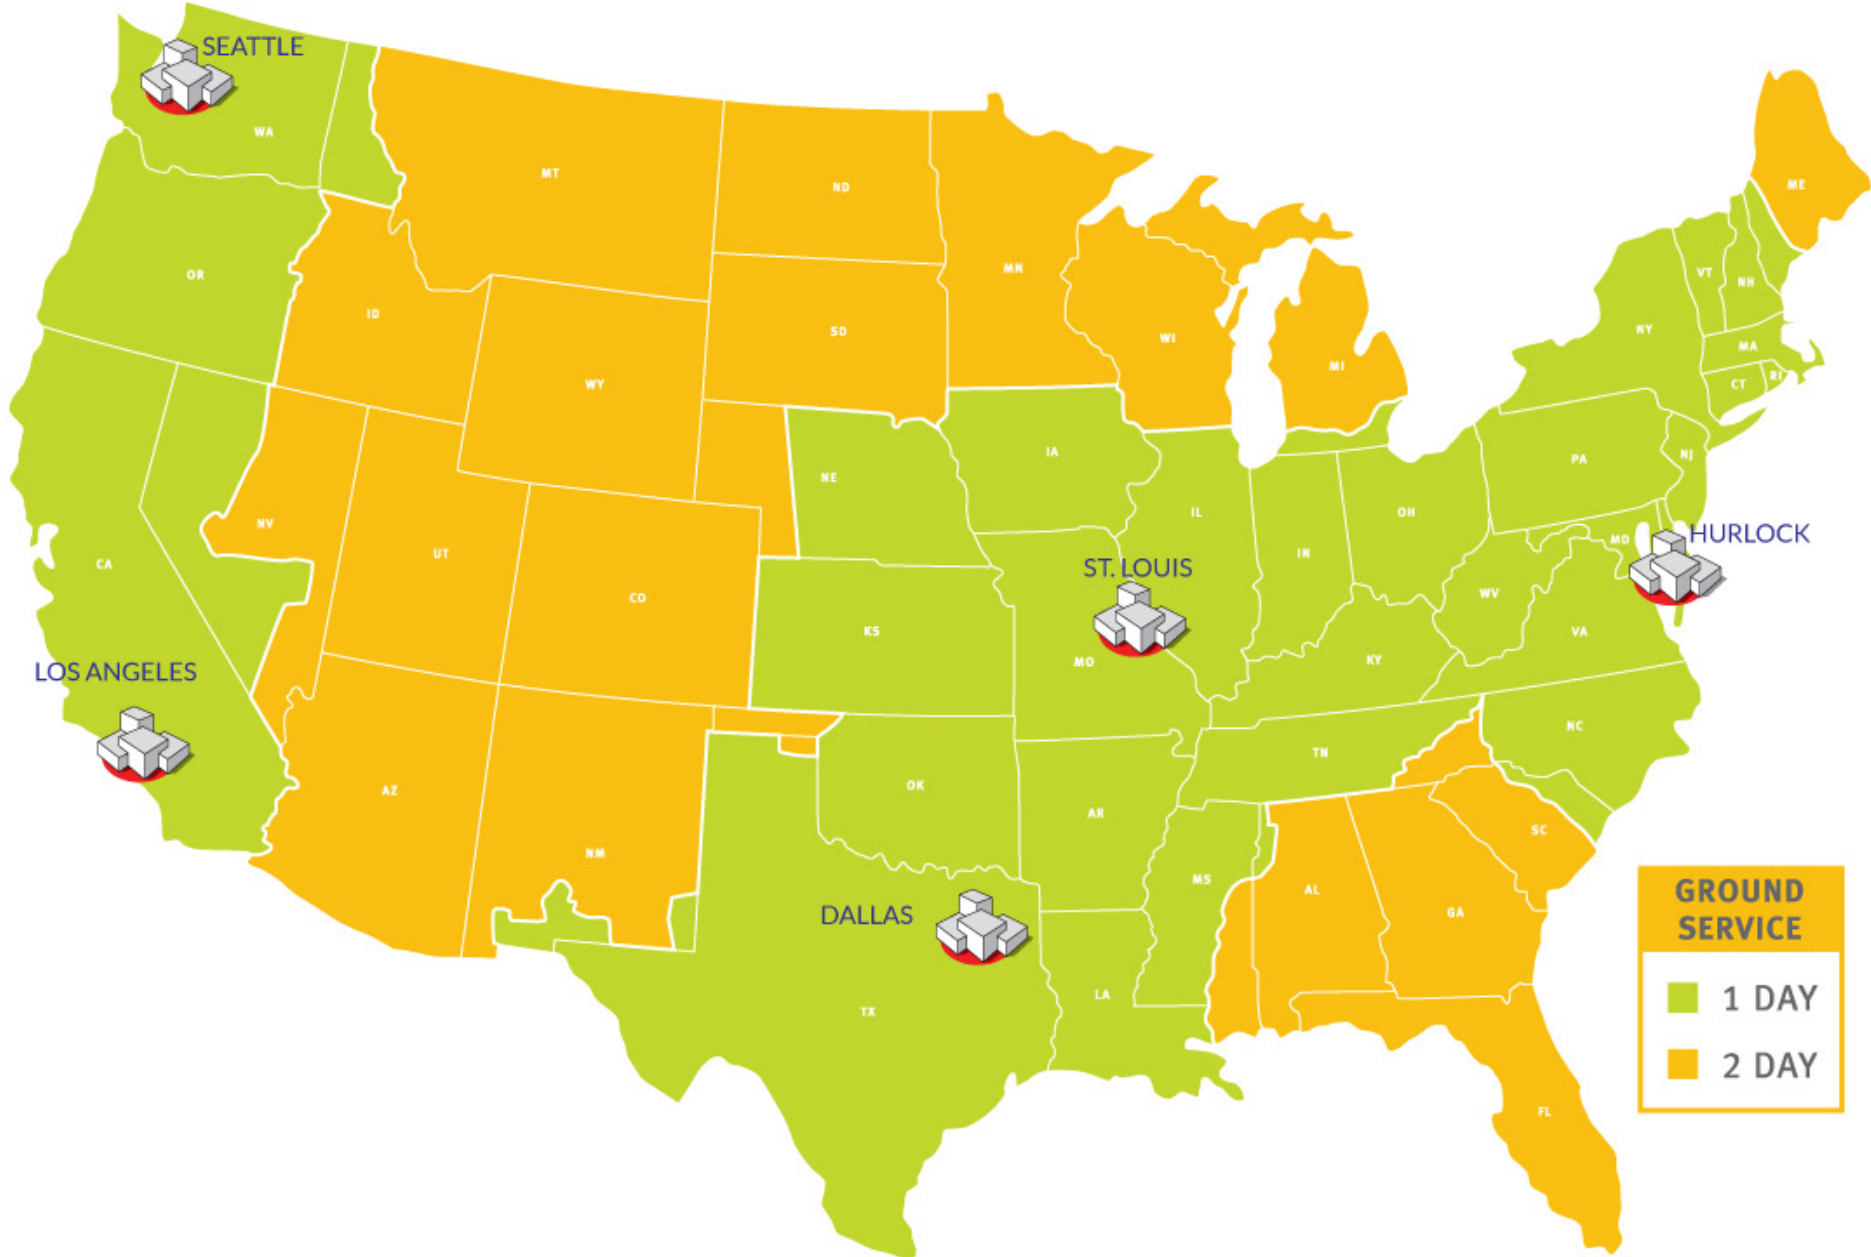 SEATTLE
WA
MT
ND
ME
MN
OR
VT
NH
ID
NY
SD
WI
MA
MI
WY
CT
RI
IA
PA
NJ
NE
IL
OH
NV
HURLOCK
MD
UT
IN
CA
ST. LOUIS
CO
WV
KS
VA
KY
MO
LOS ANGELES
NC
TN
AZ
OK
AR
SC
NM
MS
AL
GROUND
SERVICE
DALLAS
GA
LA
1 DAY
TX
2 DAY
FL